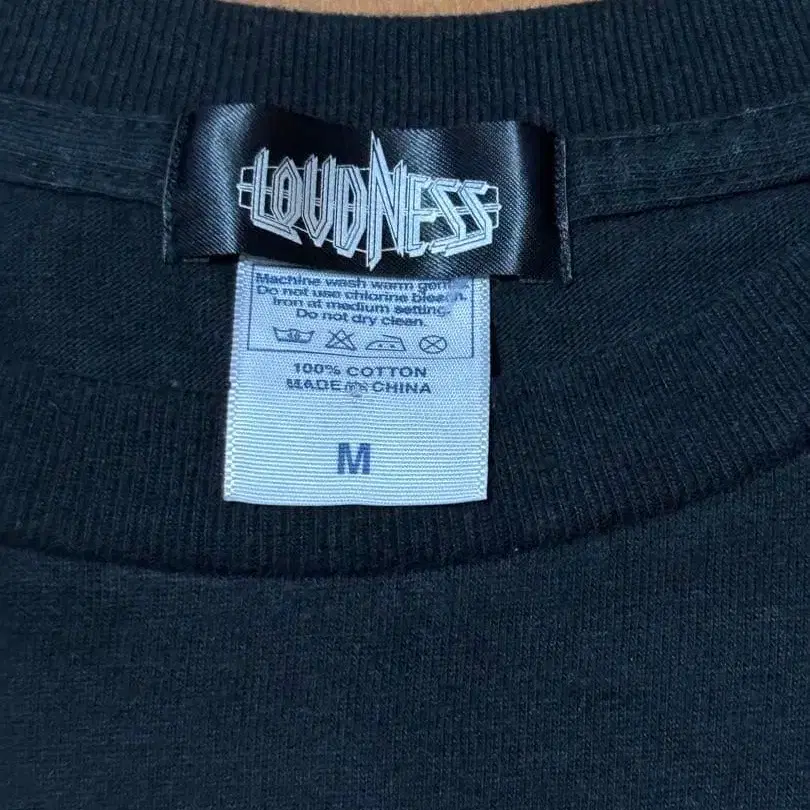 LOUDNESS
Machine wash warm
Do not use chlorine bleach.
Iron at medium setting.
Do not dry clean.
100% COTTON
MADE IN CHINA
M